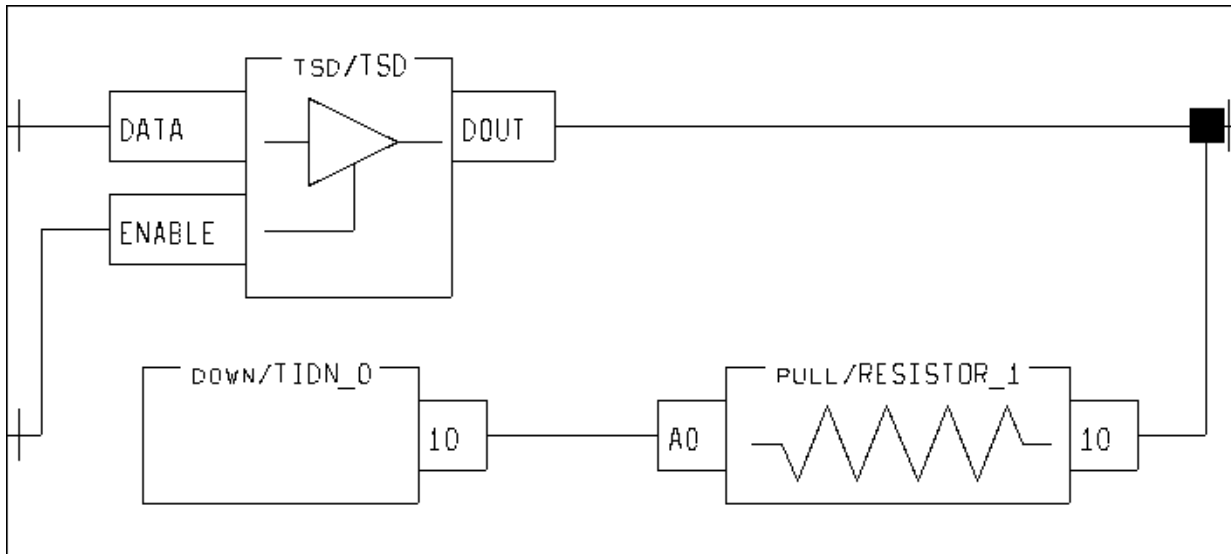 TSD/TSD
DATA
DOUT
ENABLE
DOWN/TIDN_0
PULL/RESISTOR_1
10
A0
10